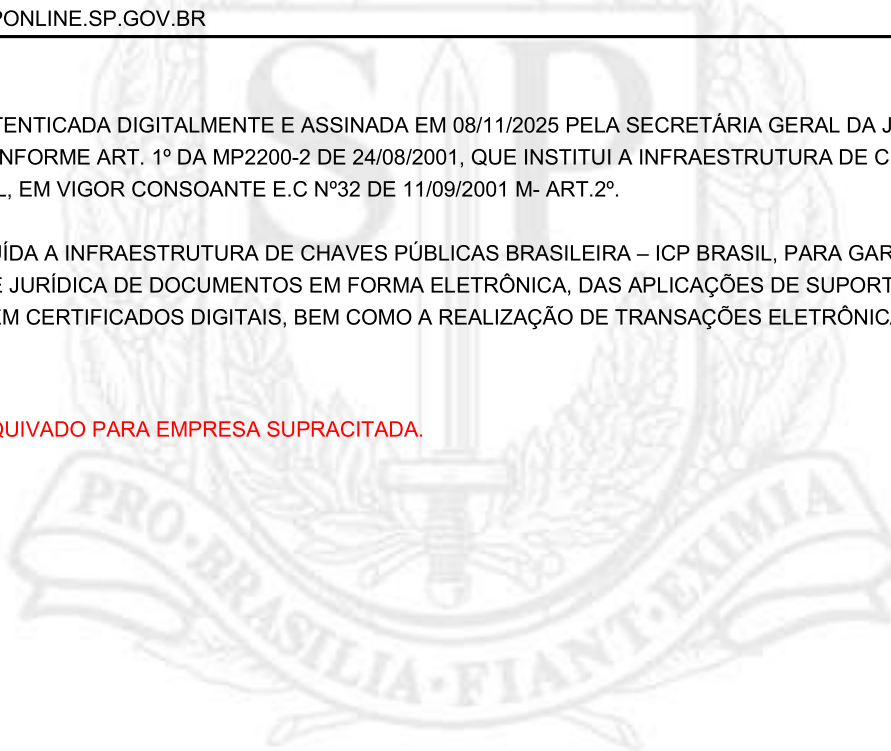 PONLINE.SP.GOV.BR
TENTICADA DIGITALMENTE E ASSINADA EM 08/11/2025 PELA SECRETÁRIA GERAL DA J
NFORME ART. 1º DA MP2200-2 DE 24/08/2001, QUE INSTITUI A INFRAESTRUTURA DE C
L, EM VIGOR CONSOANTE E.C Nº32 DE 11/09/2001 M- ART.2º.
UÍDA A INFRAESTRUTURA DE CHAVES PÚBLICAS BRASILEIRA – ICP BRASIL, PARA GAR
E JURÍDICA DE DOCUMENTOS EM FORMA ELETRÔNICA, DAS APLICAÇÕES DE SUPORT
EM CERTIFICADOS DIGITAIS, BEM COMO A REALIZAÇÃO DE TRANSAÇÕES ELETRÔNICA
QUIVADO PARA EMPRESA SUPRACITADA.
SP
PRO·BRASILIA·FIANT·EXIMIA